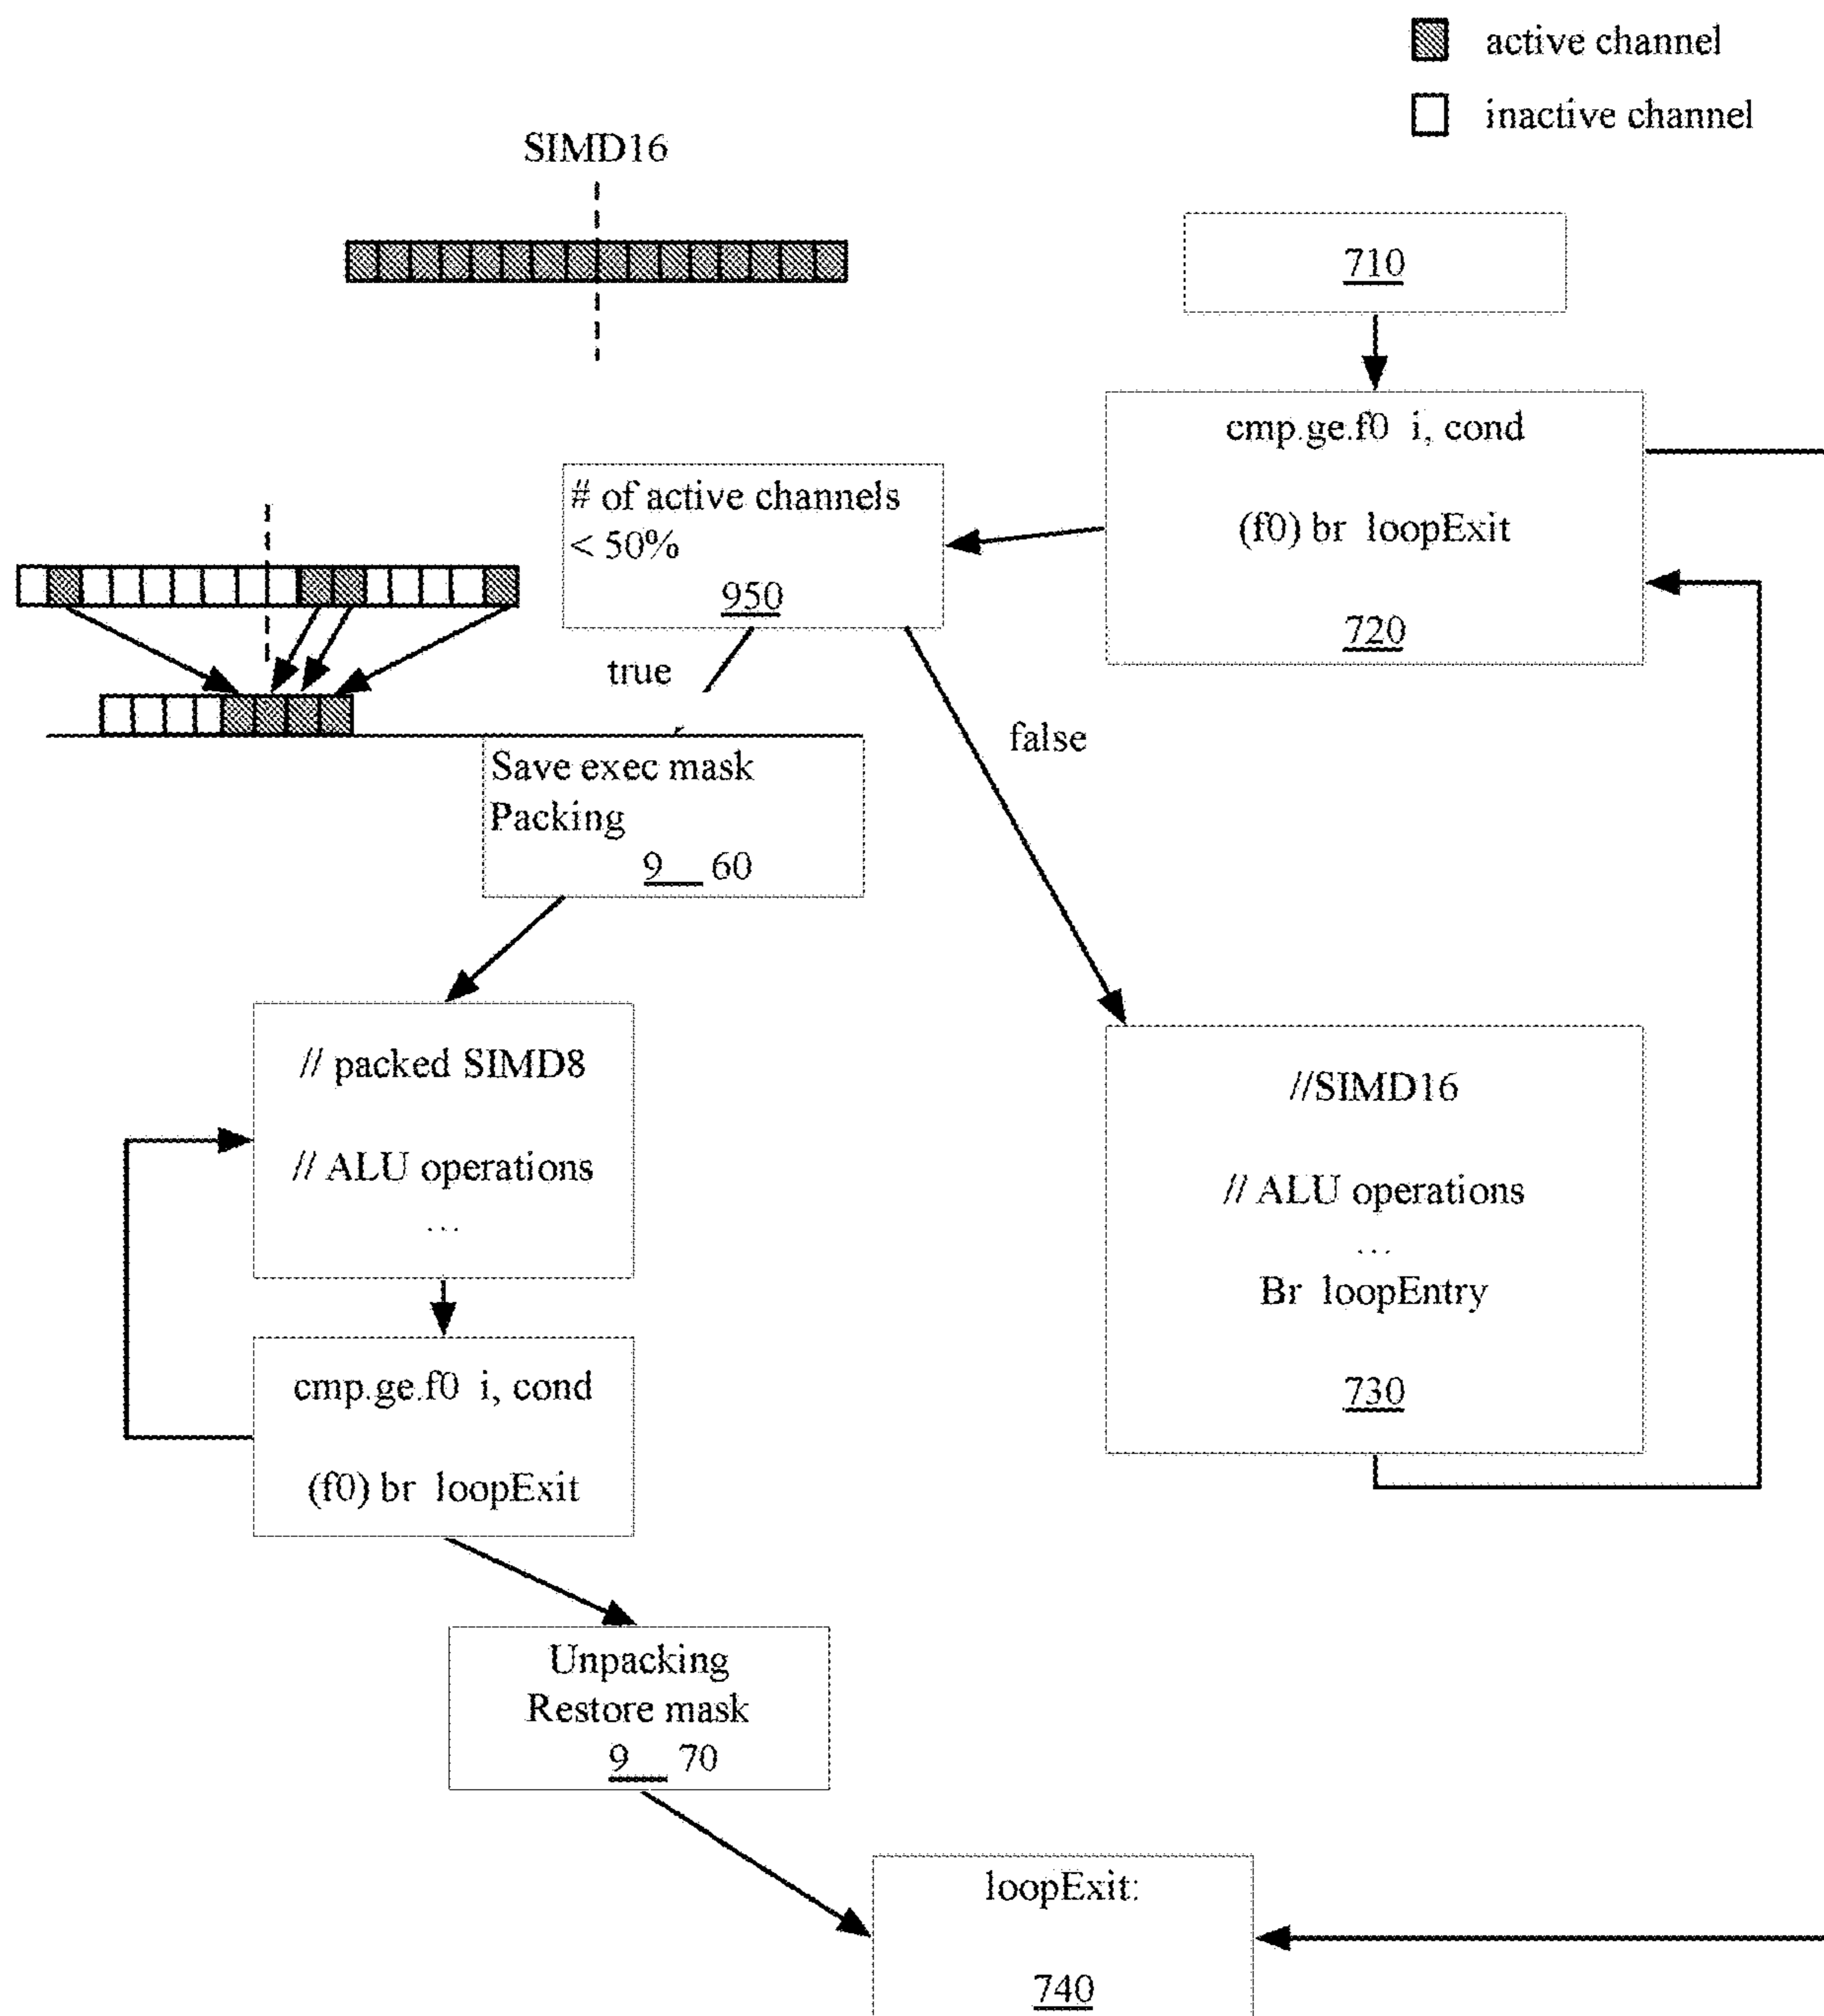 active channel
inactive channel
SIMD16
710
cmp.ge.f0 i, cond
(f0) br loopExit
720
# of active channels
< 50%
950
true
false
Save exec mask
Packing
9 60
// packed SIMD8
// ALU operations
...
cmp.ge.f0 i, cond
(f0) br loopExit
//SIMD16
// ALU operations
...
Br loopEntry
730
Unpacking
Restore mask
9 70
loopExit:
740